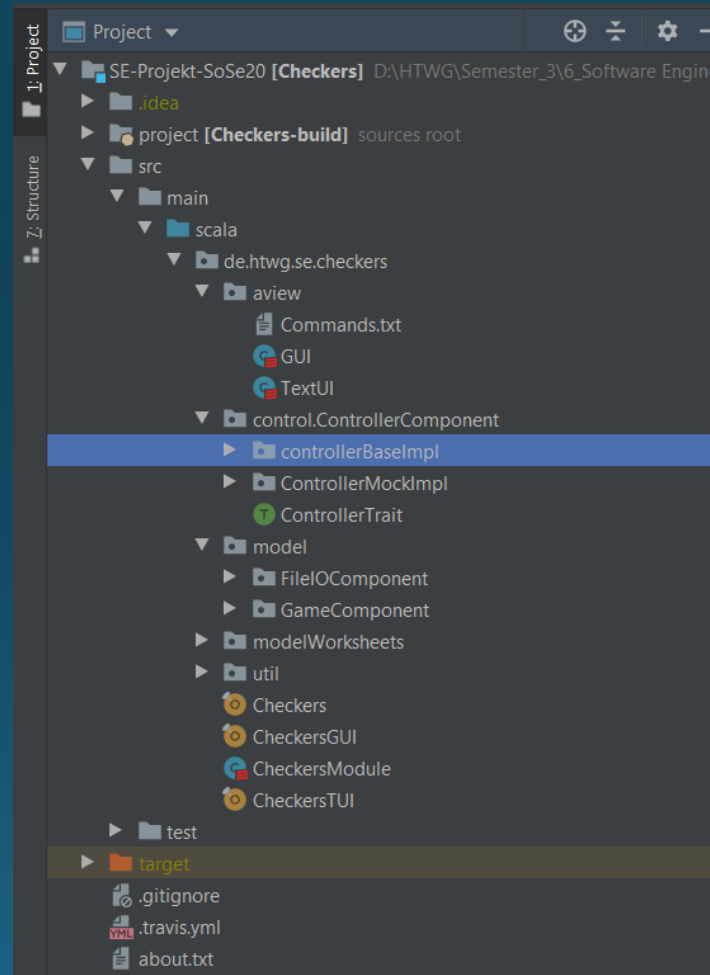 1: Project
7: Structure
Project
SE-Projekt-SoSe20 [Checkers] D:\HTWG\Semester_3\6_Software Engin
.idea
project [Checkers-build] sources root
src
main
scala
de.htwg.se.checkers
aview
Commands.txt
GUI
TextUI
control.ControllerComponent
controllerBaseImpl
ControllerMockImpl
T ControllerTrait
model
FileIOComponent
GameComponent
modelWorksheets
util
O Checkers
O CheckersGUI
C CheckersModule
O CheckersTUI
test
target
.gitignore
YML .travis.yml
about.txt